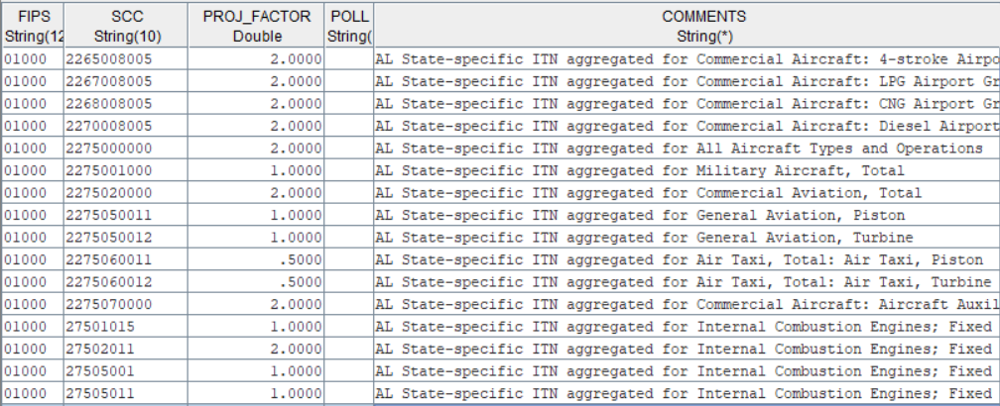 FIPS SCC PROJ_FACTOR POLL COMMENTS
String(12 String(10) Double String( String(*)
01000 2265008005 2.0000 AL State-specific ITN aggregated for Commercial Aircraft: 4-stroke Airpo
01000 2267008005 2.0000 AL State-specific ITN aggregated for Commercial Aircraft: LPG Airport Gr
01000 2268008005 2.0000 AL State-specific ITN aggregated for Commercial Aircraft: CNG Airport Gr
01000 2270008005 2.0000 AL State-specific ITN aggregated for Commercial Aircraft: Diesel Airport
01000 2275000000 2.0000 AL State-specific ITN aggregated for All Aircraft Types and Operations
01000 2275001000 1.0000 AL State-specific ITN aggregated for Military Aircraft, Total
01000 2275020000 2.0000 AL State-specific ITN aggregated for Commercial Aviation, Total
01000 2275050011 1.0000 AL State-specific ITN aggregated for General Aviation, Piston
01000 2275050012 1.0000 AL State-specific ITN aggregated for General Aviation, Turbine
01000 2275060011 .5000 AL State-specific ITN aggregated for Air Taxi, Total: Air Taxi, Piston
01000 2275060012 .5000 AL State-specific ITN aggregated for Air Taxi, Total: Air Taxi, Turbine
01000 2275070000 2.0000 AL State-specific ITN aggregated for Commercial Aircraft: Aircraft Auxil
01000 27501015 1.0000 AL State-specific ITN aggregated for Internal Combustion Engines; Fixed
01000 27502011 2.0000 AL State-specific ITN aggregated for Internal Combustion Engines; Fixed
01000 27505001 1.0000 AL State-specific ITN aggregated for Internal Combustion Engines; Fixed
01000 27505011 1.0000 AL State-specific ITN aggregated for Internal Combustion Engines; Fixed